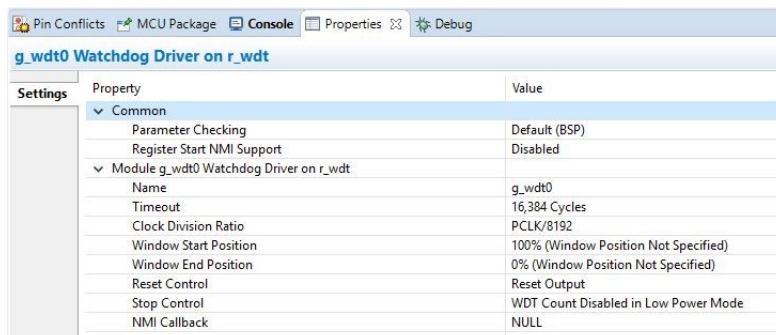 Pin Conflicts MCU Package Console Properties Debug
g_wdt0 Watchdog Driver on r_wdt
Settings
Property Value
Common
Parameter Checking Default (BSP)
Register Start NMI Support Disabled
Module g_wdt0 Watchdog Driver on r_wdt
Name g_wdt0
Timeout 16,384 Cycles
Clock Division Ratio PCLK/8192
Window Start Position 100% (Window Position Not Specified)
Window End Position 0% (Window Position Not Specified)
Reset Control Reset Output
Stop Control WDT Count Disabled in Low Power Mode
NMI Callback NULL